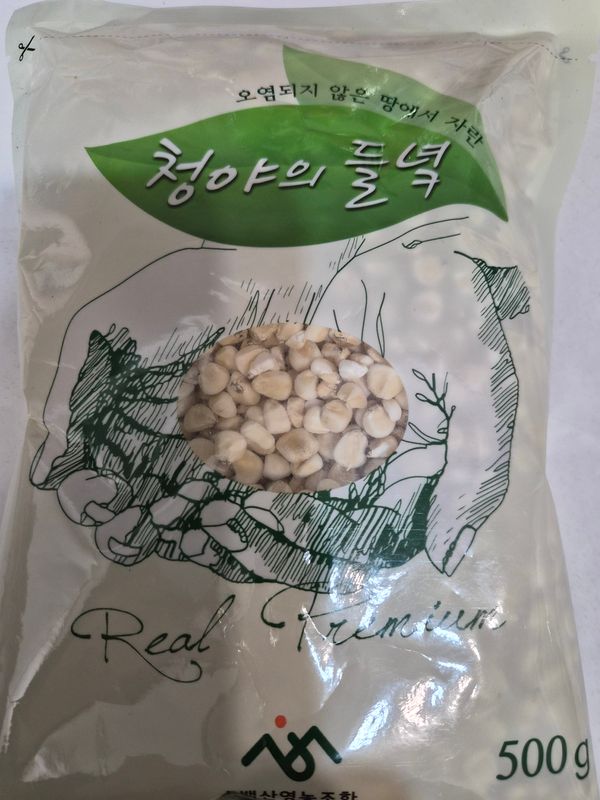 오염되지 않은 땅에서 자란
청야의 들녘
Real Premium
500g